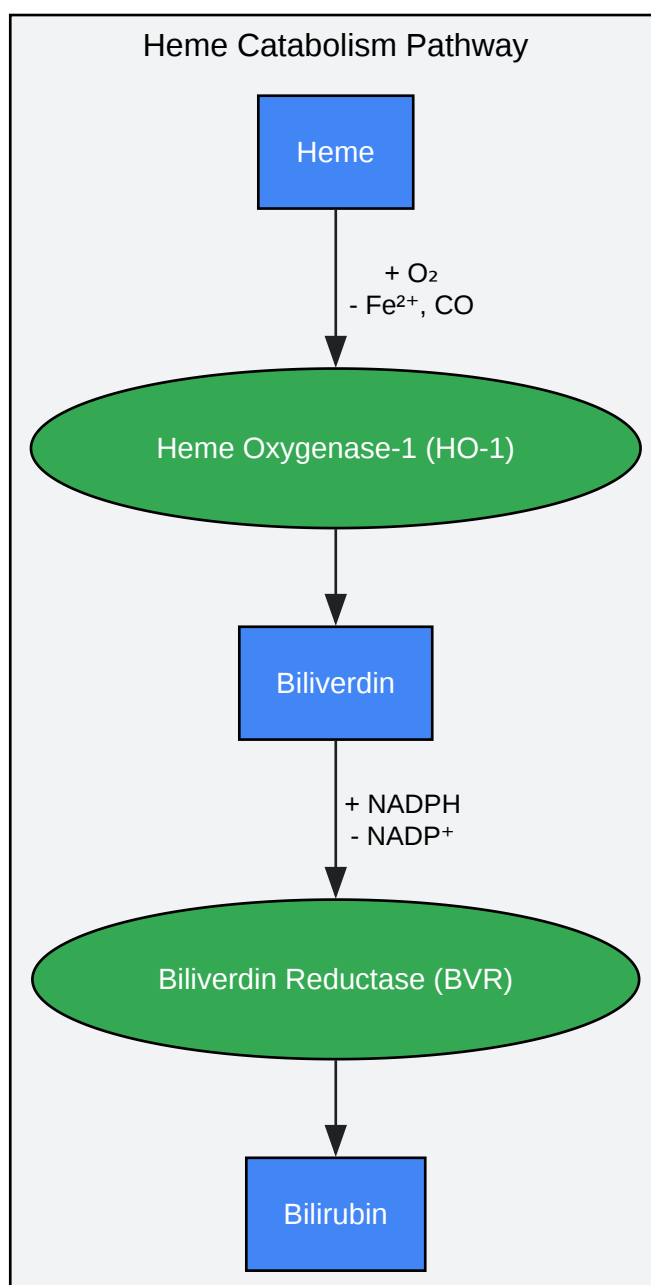 Heme Catabolism Pathway
Heme
+ O₂
- Fe²⁺, CO
Heme Oxygenase-1 (HO-1)
Biliverdin
+ NADPH
- NADP⁺
Biliverdin Reductase (BVR)
Bilirubin